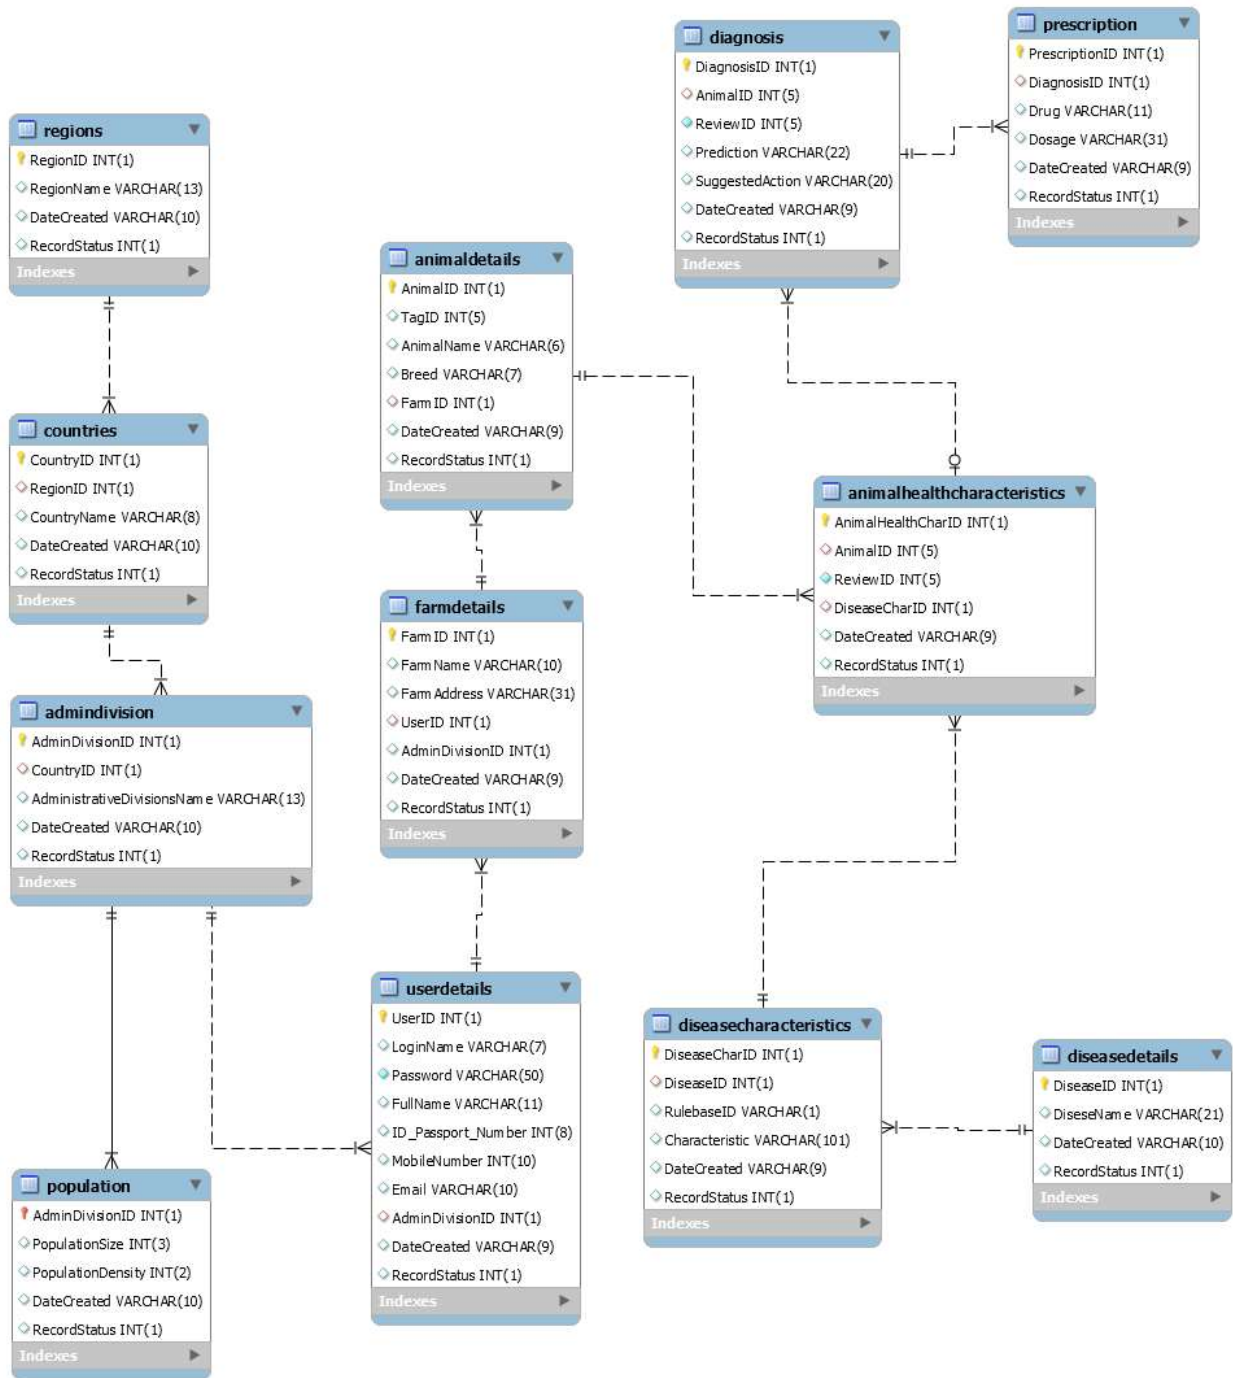 regions
RegionID INT(1)
RegionName VARCHAR(13)
DateCreated VARCHAR(10)
RecordStatus INT(1)
Indexes
countries
CountryID INT(1)
RegionID INT(1)
CountryName VARCHAR(8)
DateCreated VARCHAR(10)
RecordStatus INT(1)
Indexes
admindivision
AdminDivisionID INT(1)
CountryID INT(1)
AdministrativeDivisionsName VARCHAR(13)
DateCreated VARCHAR(10)
RecordStatus INT(1)
Indexes
population
AdminDivisionID INT(1)
PopulationSize INT(3)
PopulationDensity INT(2)
DateCreated VARCHAR(10)
RecordStatus INT(1)
Indexes
animaldetails
AnimalID INT(1)
TagID INT(5)
AnimalName VARCHAR(6)
Breed VARCHAR(7)
FarmID INT(1)
DateCreated VARCHAR(9)
RecordStatus INT(1)
Indexes
farmdetails
FarmID INT(1)
FarmName VARCHAR(10)
FarmAddress VARCHAR(31)
UserID INT(1)
AdminDivisionID INT(1)
DateCreated VARCHAR(9)
RecordStatus INT(1)
Indexes
userdetails
UserID INT(1)
LoginName VARCHAR(7)
Password VARCHAR(50)
FullName VARCHAR(11)
ID_Passport_Number INT(8)
MobileNumber INT(10)
Email VARCHAR(10)
AdminDivisionID INT(1)
DateCreated VARCHAR(9)
RecordStatus INT(1)
Indexes
diagnosis
DiagnosisID INT(1)
AnimalID INT(5)
ReviewID INT(5)
Prediction VARCHAR(22)
SuggestedAction VARCHAR(20)
DateCreated VARCHAR(9)
RecordStatus INT(1)
Indexes
prescription
PrescriptionID INT(1)
DiagnosisID INT(1)
Drug VARCHAR(11)
Dosage VARCHAR(31)
DateCreated VARCHAR(9)
RecordStatus INT(1)
Indexes
animalhealthcharacteristics
AnimalHealthCharID INT(1)
AnimalID INT(5)
ReviewID INT(5)
DiseaseCharID INT(1)
DateCreated VARCHAR(9)
RecordStatus INT(1)
Indexes
diseasecharacteristics
DiseaseCharID INT(1)
DiseaseID INT(1)
RulebaseID VARCHAR(1)
Characteristic VARCHAR(101)
DateCreated VARCHAR(9)
RecordStatus INT(1)
Indexes
diseasedetails
DiseaseID INT(1)
DiseseName VARCHAR(21)
DateCreated VARCHAR(10)
RecordStatus INT(1)
Indexes